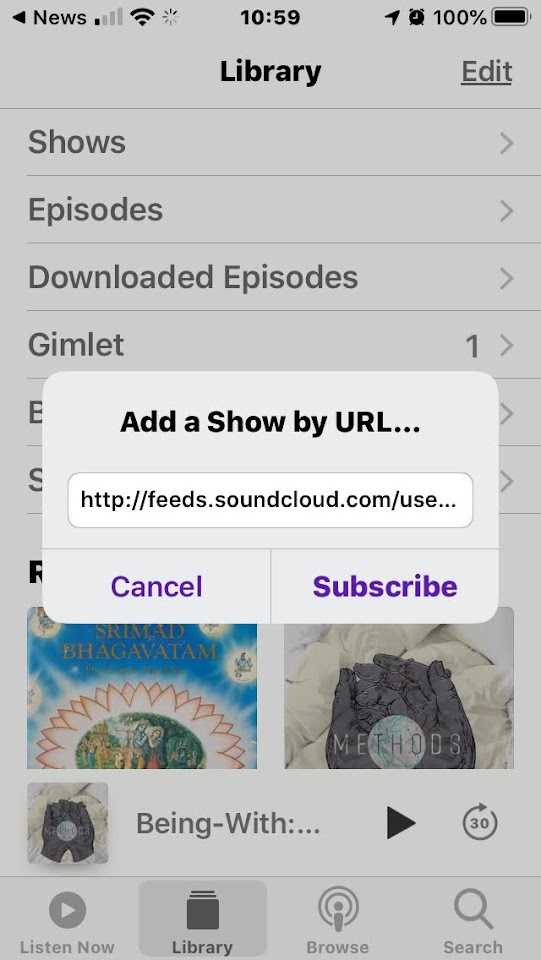 News 10:59 100%
Library Edit
Shows
Episodes
Downloaded Episodes
Gimlet 1
B
S
Add a Show by URL...
http://feeds.soundcloud.com/use...
Cancel Subscribe
R
SRIMAD
BHAGAVATAM
METHODS
METHODS
Being-With:... 30
Listen Now Library Browse Search